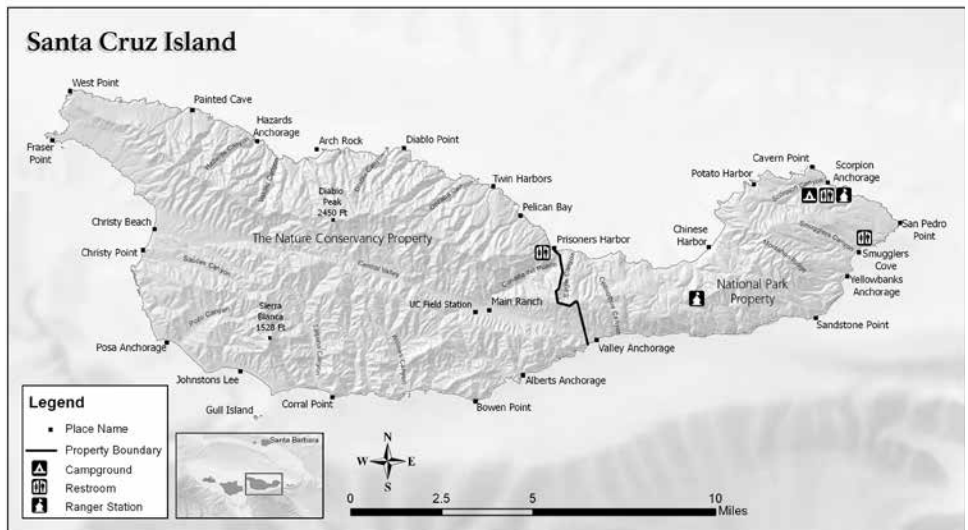 Santa Cruz Island
West Point
Painted Cave
Hazards
Anchorage
Fraser
Point
Arch Rock
Diablo Point
Cavern Point
Scorpion
Anchorage
Potato Harbor
Twin Harbors
Diablo
Peak
2450 Ft
Pelican Bay
San Pedro
Point
Christy Beach
The Nature Conservancy Property
Prisoners Harbor
Chinese
Harbor
Smugglers Canyon
Smugglers
Cove
Christy Point
Central Valley
National Park
Property
Yellowbanks
Anchorage
UC Field Station
Main Ranch
Sierra
Blanca
1528 Ft
Sandstone Point
Posa Anchorage
Valley Anchorage
Johnstons Lee
Alberts Anchorage
Gull Island
Corral Point
Bowen Point
Legend
Place Name
Property Boundary
Campground
Restroom
Ranger Station
Santa Barbara
N
W E
S
0 2.5 5 10
Miles